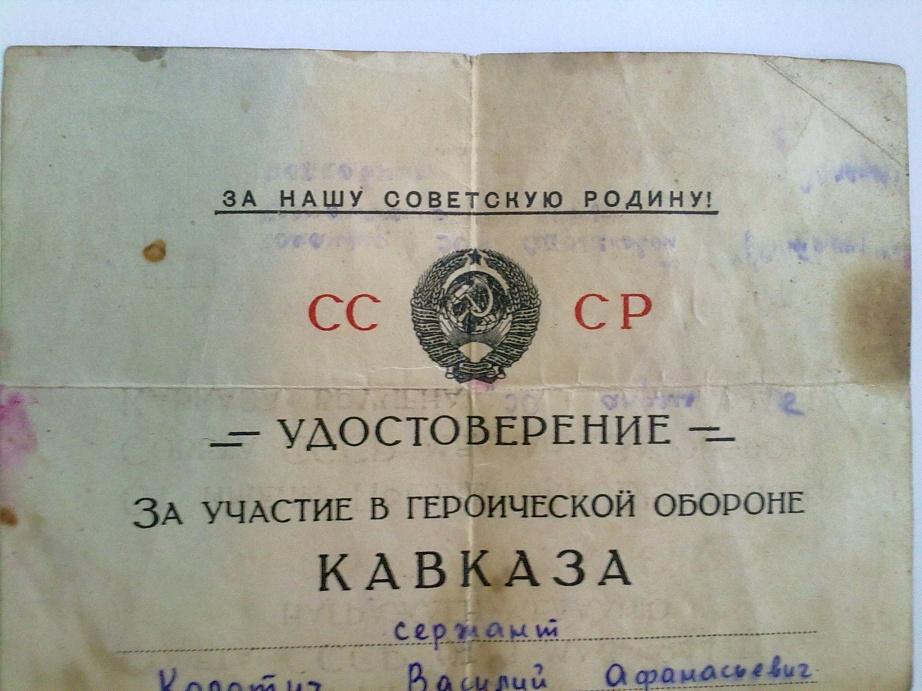 ЗА НАШУ СОВЕТСКУЮ РОДИНУ!
СС СР
УДОСТОВЕРЕНИЕ
ЗА УЧАСТИЕ В ГЕРОИЧЕСКОЙ ОБОРОНЕ
КАВКАЗА
сержант
Василий Афанасьевич